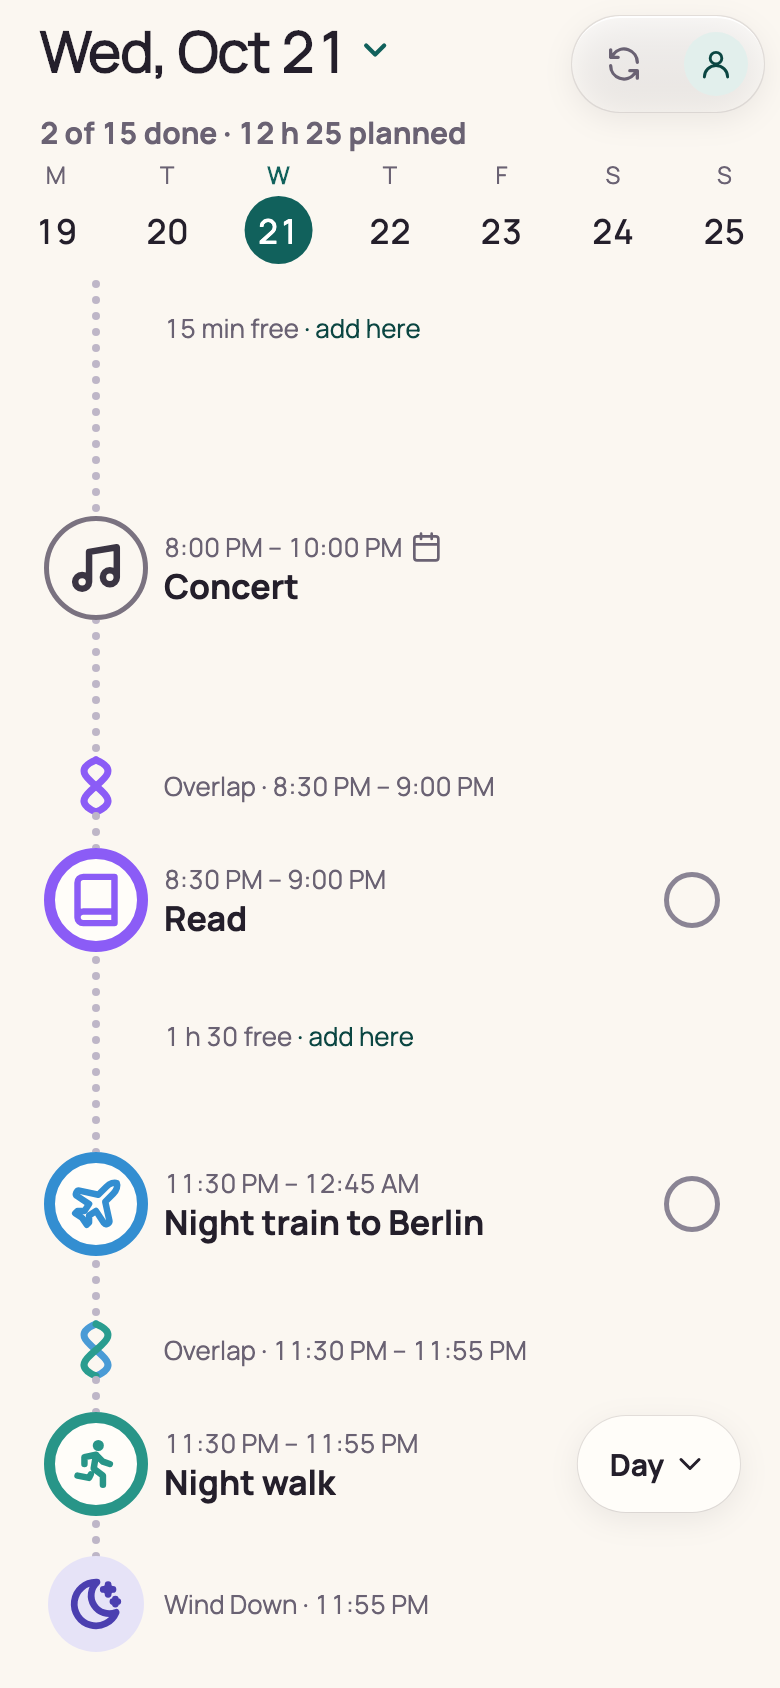 Wed, Oct 21
2 of 15 done · 12 h 25 planned
M T W T F S S
19 20 21 22 23 24 25
15 min free · add here
8:00 PM – 10:00 PM
Concert
Overlap · 8:30 PM – 9:00 PM
8:30 PM – 9:00 PM
Read
1 h 30 free · add here
11:30 PM – 12:45 AM
Night train to Berlin
Overlap · 11:30 PM – 11:55 PM
11:30 PM – 11:55 PM
Night walk
Day
Wind Down · 11:55 PM